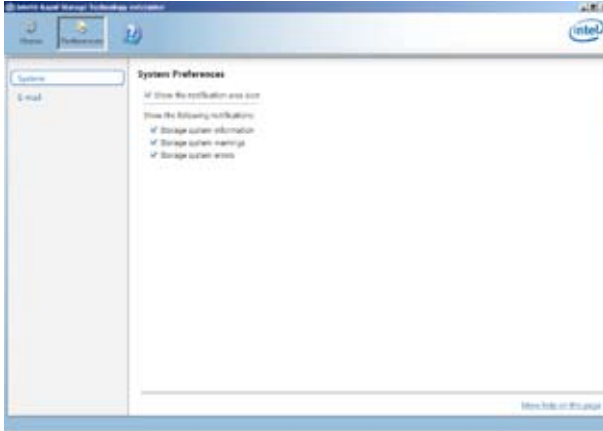 Intel® Rapid Storage Technology enterprise
Home
Preferences
intel
System
E-mail
System Preferences
Show the notification area icon
Show the following notifications:
Storage system information
Storage system warnings
Storage system errors
More help on this page